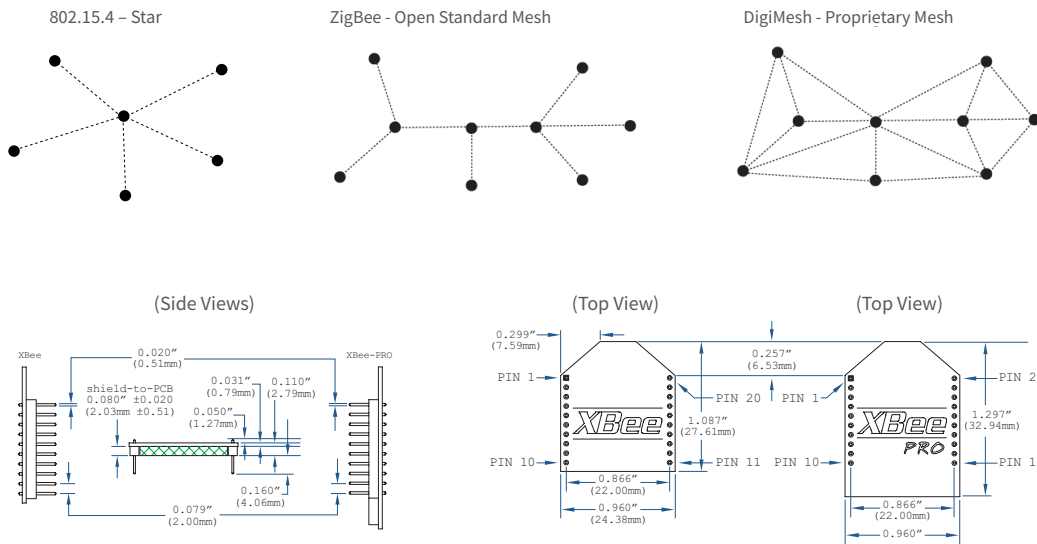 802.15.4 – Star
ZigBee - Open Standard Mesh
DigiMesh - Proprietary Mesh
(Side Views)
(Top View)
(Top View)
XBee
0.020”
(0.51mm)
XBee-PRO
shield-to-PCB
0.080” ±0.020
(2.03mm ±0.51)
0.031”
(0.79mm)
0.110”
(2.79mm)
0.050”
(1.27mm)
0.160”
(4.06mm)
0.079”
(2.00mm)
0.299”
(7.59mm)
0.257”
(6.53mm)
PIN 1
PIN 20
XBee
1.087”
(27.61mm)
PIN 10
PIN 11
0.866”
(22.00mm)
0.960”
(24.38mm)
PIN 1
PIN 2
XBee
PRO
1.297”
(32.94mm)
PIN 10
PIN 1
0.866”
(22.00mm)
0.960”